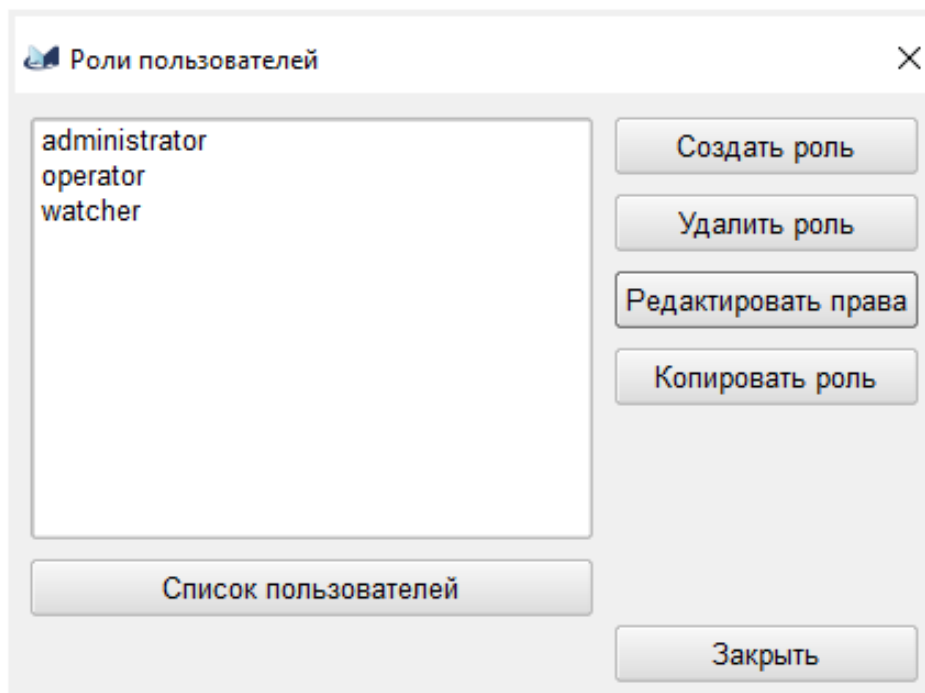 Роли пользователей
administrator
operator
watcher
Создать роль
Удалить роль
Редактировать права
Копировать роль
Список пользователей
Закрыть